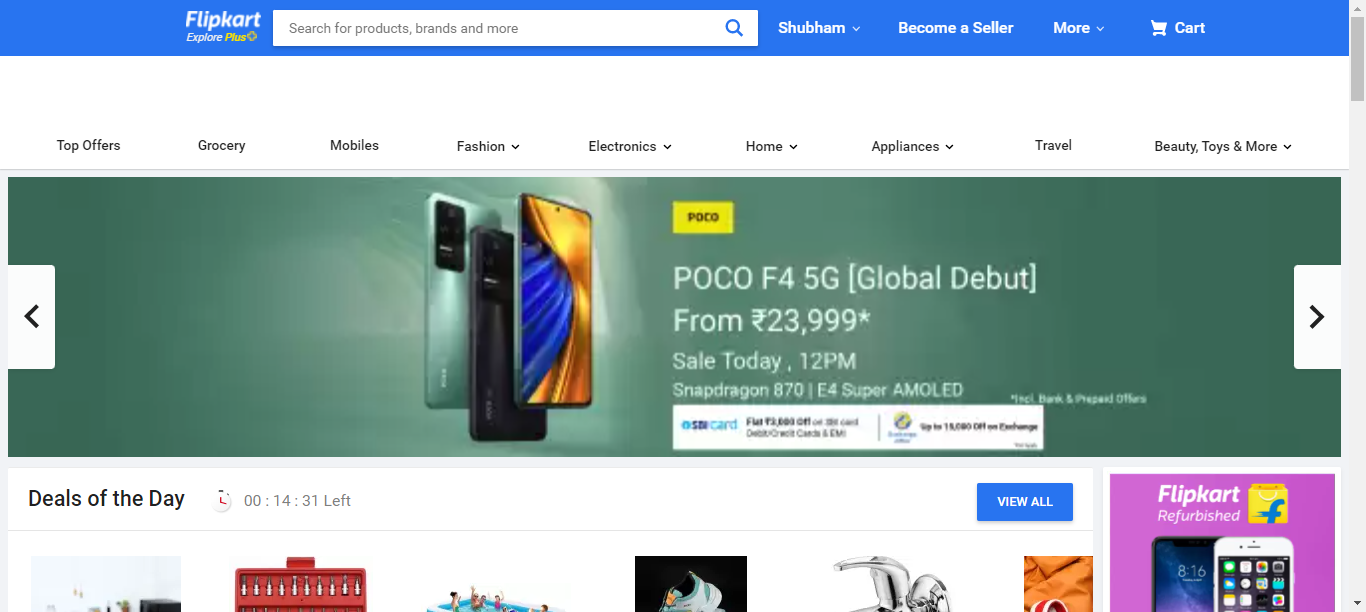 Flipkart
Explore Plus
Search for products, brands and more
Shubham
Become a Seller
More
Cart
Top Offers
Grocery
Mobiles
Fashion
Electronics
Home
Appliances
Travel
Beauty, Toys & More
POCO
POCO F4 5G [Global Debut]
From ₹23,999*
Sale Today , 12PM
Snapdragon 870 | E4 Super AMOLED
*Incl. Bank & Prepaid Offers
SBI card
Flat ₹3,000 Off on SBI card
Debit/Credit Cards & EMI
Up to 15,000 Off on Exchange
Deals of the Day
00 : 14 : 31 Left
VIEW ALL
Flipkart
Refurbished
8:16